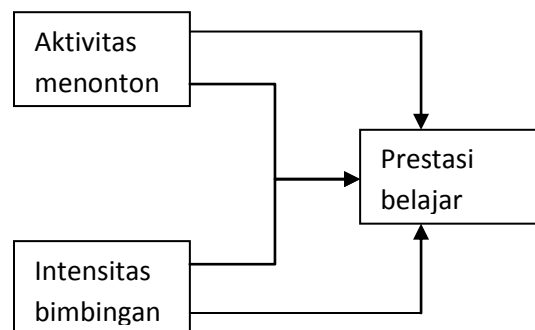 Aktivitas
menonton
Prestasi
belajar
Intensitas
bimbingan